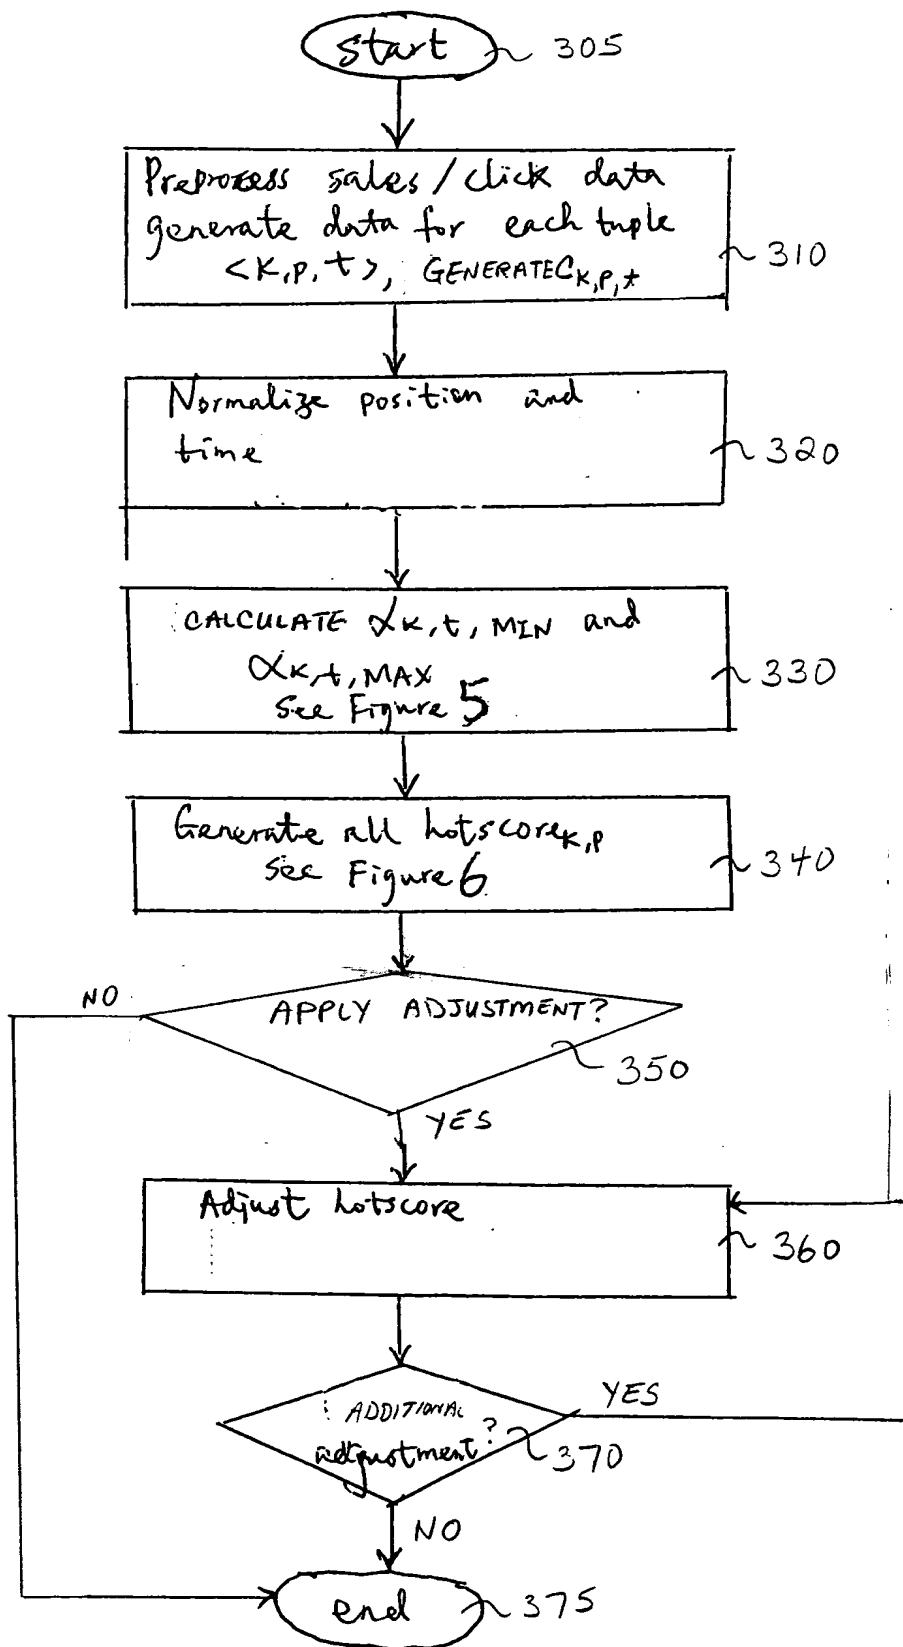 start 305
Preprocess sales/click data
generate data for each tuple
<K,P,t>, GENERATE C K,P,t
310
Normalize position and
time
320
CALCULATE αK,t,MIN and
αK,t,MAX
see Figure 5
330
Generate all hotscore K,P
see Figure 6
340
NO
APPLY ADJUSTMENT?
350
YES
Adjust hotscore
360
ADDITIONAL
adjustment?
YES
370
NO
end 375